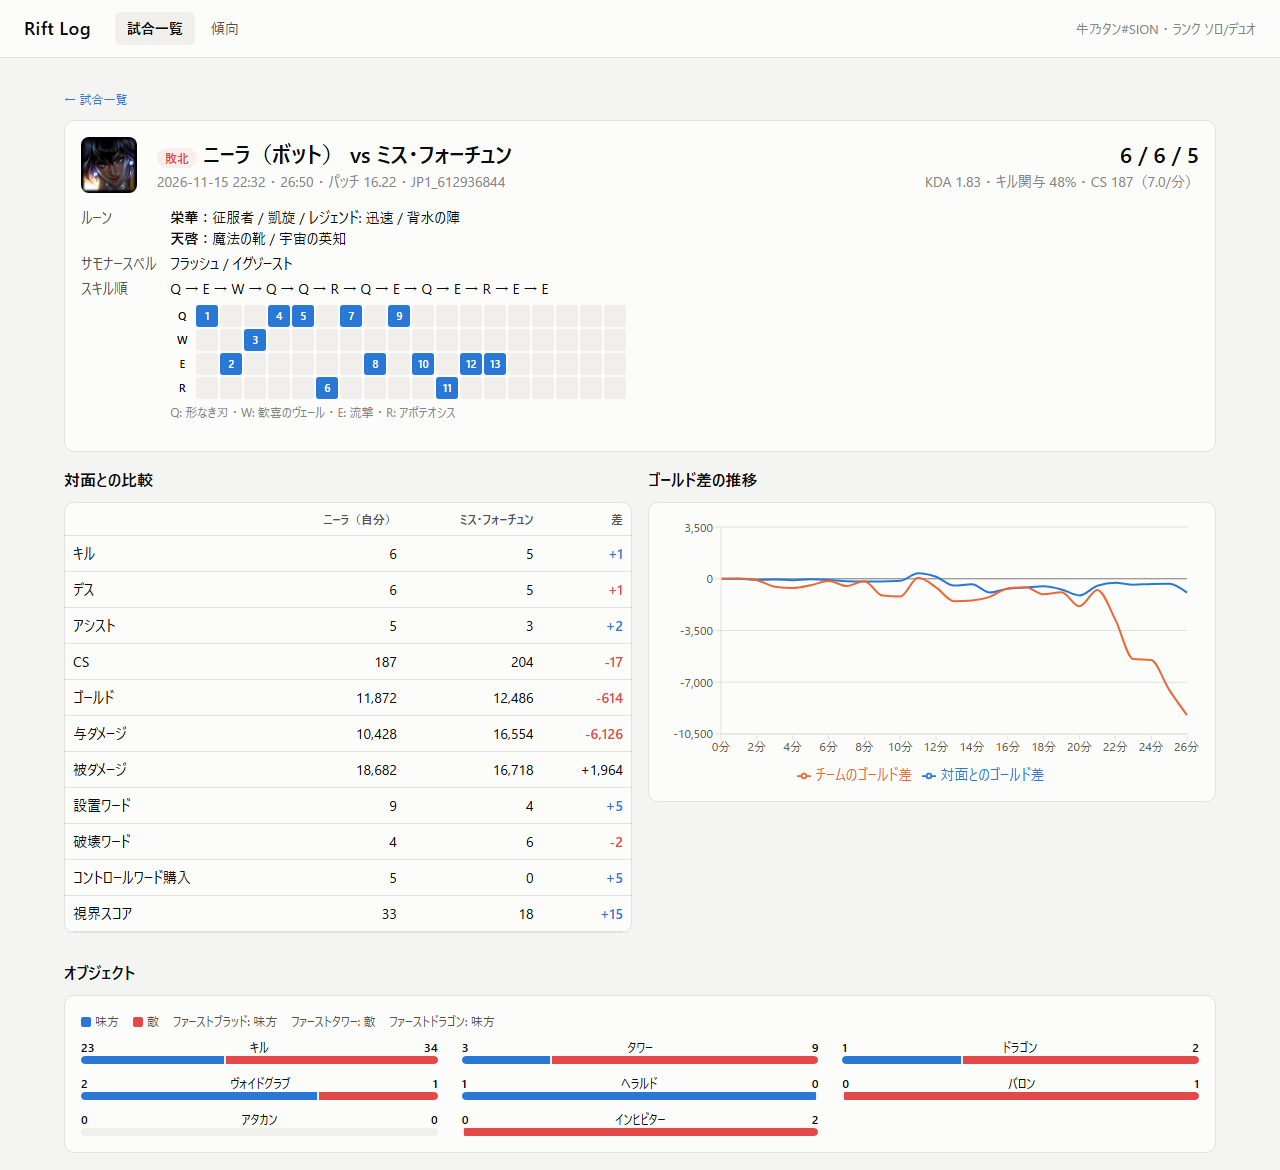 Rift Log 試合一覧 傾向 牛乃タン#SION・ランク ソロ/デュオ
← 試合一覧
敗北 ニーラ（ボット） vs ミス・フォーチュン 6 / 6 / 5
2026-11-15 22:32・26:50・パッチ 16.22・JP1_612936844 KDA 1.83・キル関与 48%・CS 187（7.0/分）
ルーン 栄華：征服者 / 凱旋 / レジェンド: 迅速 / 背水の陣
天啓：魔法の靴 / 宇宙の英知
サモナースペル フラッシュ / イグゾースト
スキル順 Q → E → W → Q → Q → R → Q → E → Q → E → R → E → E
Q 1 4 5 7 9
W 3
E 2 8 10 12 13
R 6 11
Q: 形なき刃・W: 歓喜のヴェール・E: 流撃・R: アポテオシス
対面との比較
ニーラ（自分） ミス・フォーチュン 差
キル 6 5 +1
デス 6 5 +1
アシスト 5 3 +2
CS 187 204 -17
ゴールド 11,872 12,486 -614
与ダメージ 10,428 16,554 -6,126
被ダメージ 18,682 16,718 +1,964
設置ワード 9 4 +5
破壊ワード 4 6 -2
コントロールワード購入 5 0 +5
視界スコア 33 18 +15
ゴールド差の推移
3,500
0
-3,500
-7,000
-10,500
0分 2分 4分 6分 8分 10分 12分 14分 16分 18分 20分 22分 24分 26分
チームのゴールド差 対面とのゴールド差
オブジェクト
味方 敵 ファーストブラッド: 味方 ファーストタワー: 敵 ファーストドラゴン: 味方
23 キル 34 3 タワー 9 1 ドラゴン 2
2 ヴォイドグラブ 1 1 ヘラルド 0 0 バロン 1
0 アタカン 0 0 インヒビター 2